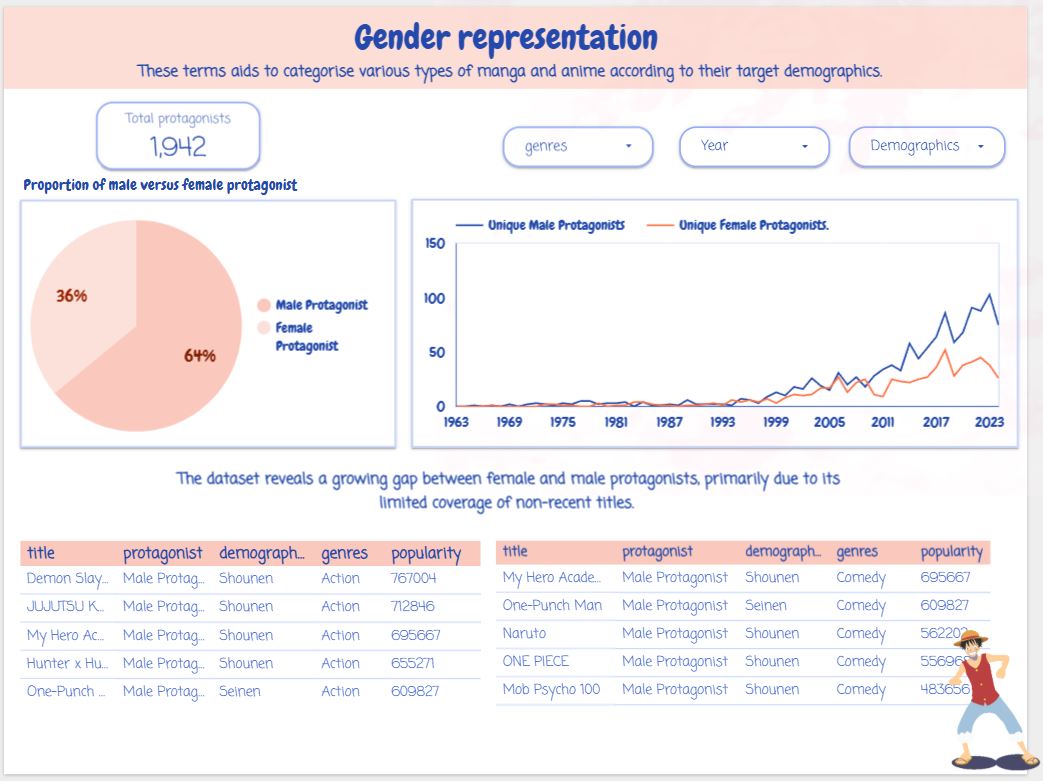 Gender representation
These terms aids to categorise various types of manga and anime according to their target demographics.
Total protagonists
1,942
genres
Year
Demographics
Proportion of male versus female protagonist
36%
64%
Male Protagonist
Female
Protagonist
Unique Male Protagonists Unique Female Protagonists.
150
100
50
0
1963 1969 1975 1981 1987 1993 1999 2005 2011 2017 2023
The dataset reveals a growing gap between female and male protagonists, primarily due to its
limited coverage of non-recent titles.
title protagonist demograph... genres popularity
Demon Slay... Male Protag... Shounen Action 767004
JUJUTSU K... Male Protag... Shounen Action 712846
My Hero Ac... Male Protag... Shounen Action 695667
Hunter x Hu... Male Protag... Shounen Action 655271
One-Punch ... Male Protag... Seinen Action 609827
title protagonist demograph... genres popularity
My Hero Acade... Male Protagonist Shounen Comedy 695667
One-Punch Man Male Protagonist Seinen Comedy 609827
Naruto Male Protagonist Shounen Comedy
ONE PIECE Male Protagonist Shounen Comedy
Mob Psycho 100 Male Protagonist Shounen Comedy 483656